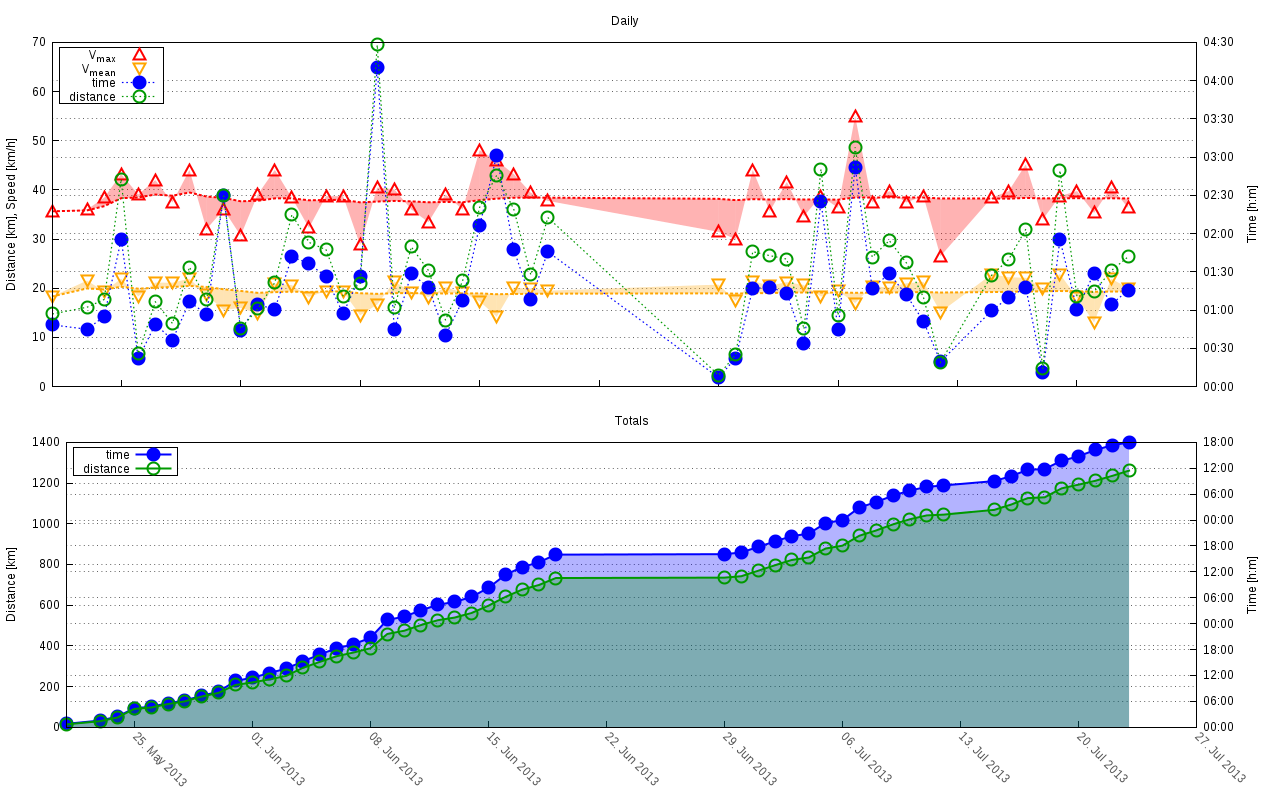 Daily
Distance [km], Speed [km/h]
70
60
50
40
30
20
10
0
Vmax
Vmean
time
distance
04:30
04:00
03:30
03:00
02:30
02:00
01:30
01:00
00:30
00:00
Time [h:m]
Totals
Distance [km]
1400
1200
1000
800
600
400
200
0
time
distance
18:00
12:00
06:00
00:00
18:00
12:00
06:00
00:00
18:00
12:00
06:00
00:00
Time [h:m]
25. May 2013
01. Jun 2013
08. Jun 2013
15. Jun 2013
22. Jun 2013
29. Jun 2013
06. Jul 2013
13. Jul 2013
20. Jul 2013
27. Jul 2013